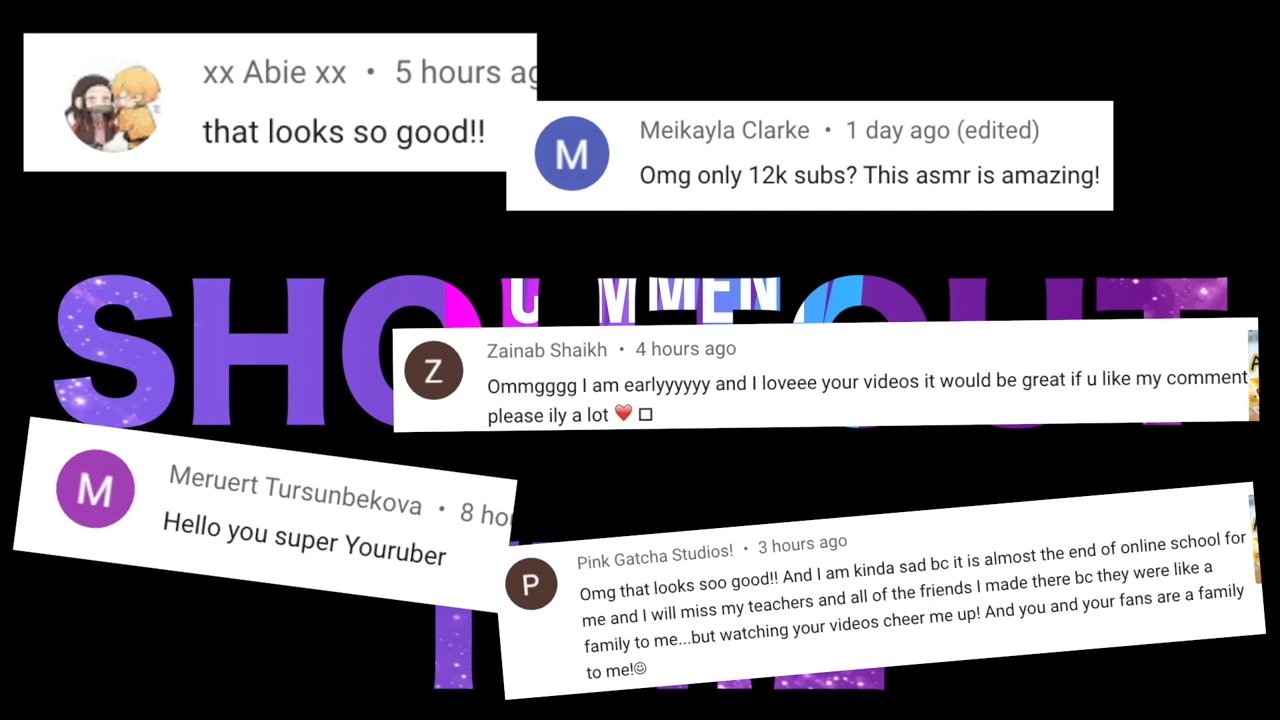 xx Abie xx • 5 hours ag
that looks so good!!
Meikayla Clarke • 1 day ago (edited)
M
Omg only 12k subs? This asmr is amazing!
SHOUT OUT
Zainab Shaikh • 4 hours ago
Z
Ommgggg I am earlyyyyyy and I loveee your videos it would be great if u like my comment
please ily a lot ❤️ □
Meruert Tursunbekova • 8 ho
M
Hello you super Youruber
Pink Gatcha Studios! • 3 hours ago
P
Omg that looks soo good!! And I am kinda sad bc it is almost the end of online school for
me and I will miss my teachers and all of the friends I made there bc they were like a
family to me...but watching your videos cheer me up! And you and your fans are a family
to me!☺